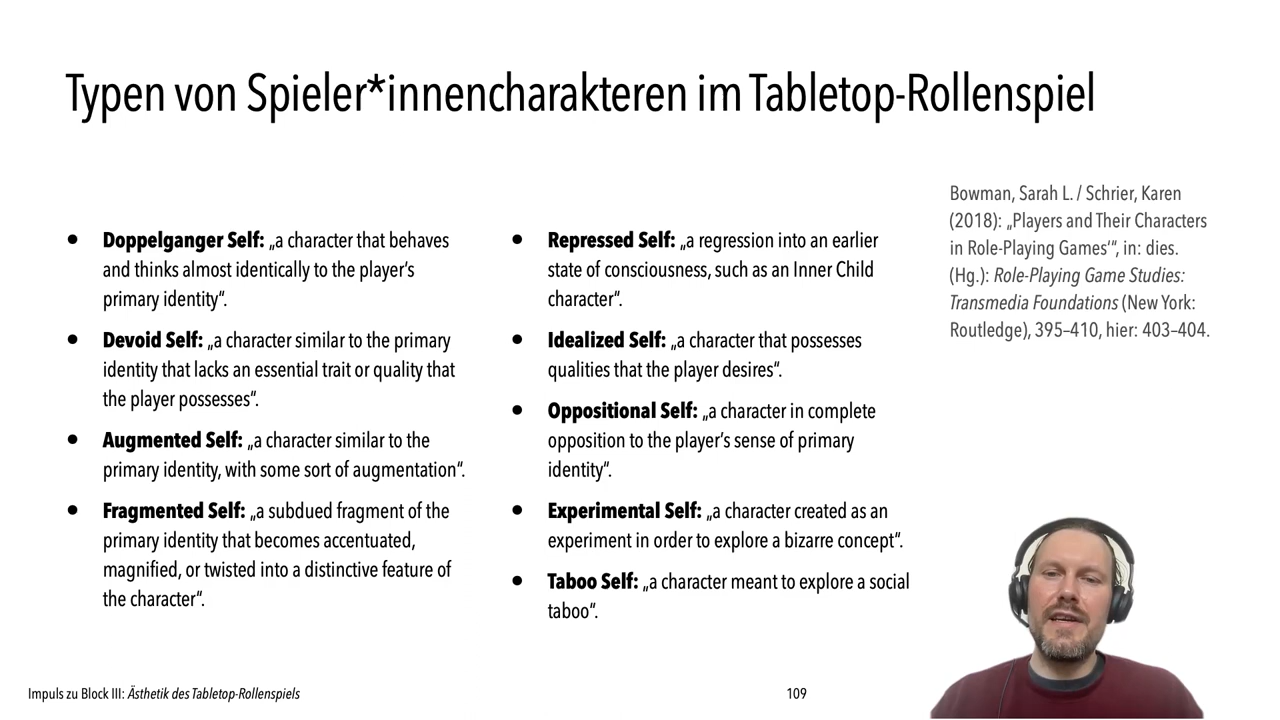 Typen von Spieler*innencharakteren im Tabletop-Rollenspiel
• Doppelganger Self: „a character that behaves
and thinks almost identically to the player’s
primary identity“.
• Devoid Self: „a character similar to the primary
identity that lacks an essential trait or quality that
the player possesses“.
• Augmented Self: „a character similar to the
primary identity, with some sort of augmentation“.
• Fragmented Self: „a subdued fragment of the
primary identity that becomes accentuated,
magnified, or twisted into a distinctive feature of
the character“.
• Repressed Self: „a regression into an earlier
state of consciousness, such as an Inner Child
character“.
• Idealized Self: „a character that possesses
qualities that the player desires“.
• Oppositional Self: „a character in complete
opposition to the player’s sense of primary
identity“.
• Experimental Self: „a character created as an
experiment in order to explore a bizarre concept“.
• Taboo Self: „a character meant to explore a social
taboo“.
Bowman, Sarah L. / Schrier, Karen
(2018): „Players and Their Characters
in Role-Playing Games‘“, in: dies.
(Hg.): Role-Playing Game Studies:
Transmedia Foundations (New York:
Routledge), 395–410, hier: 403–404.
Impuls zu Block III: Ästhetik des Tabletop-Rollenspiels
109